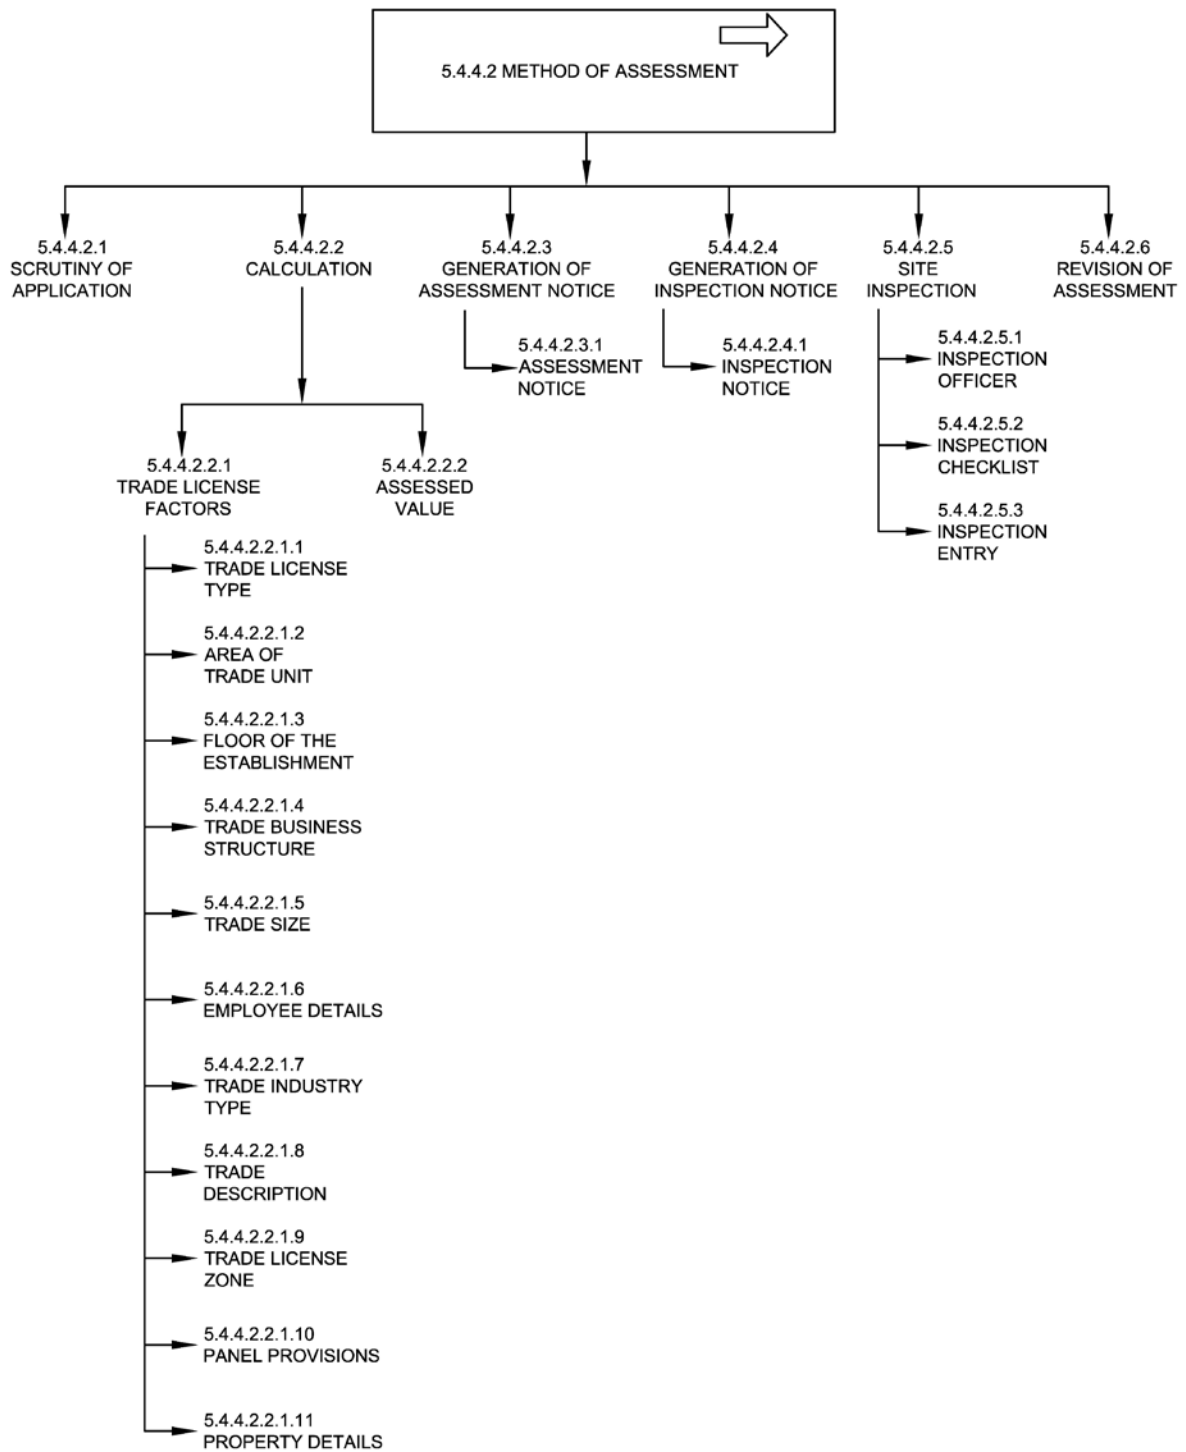 5.4.4.2 METHOD OF ASSESSMENT
5.4.4.2.1
SCRUTINY OF
APPLICATION
5.4.4.2.2
CALCULATION
5.4.4.2.3
GENERATION OF
ASSESSMENT NOTICE
5.4.4.2.4
GENERATION OF
INSPECTION NOTICE
5.4.4.2.5
SITE
INSPECTION
5.4.4.2.6
REVISION OF
ASSESSMENT
5.4.4.2.3.1
ASSESSMENT
NOTICE
5.4.4.2.4.1
INSPECTION
NOTICE
5.4.4.2.5.1
INSPECTION
OFFICER
5.4.4.2.5.2
INSPECTION
CHECKLIST
5.4.4.2.5.3
INSPECTION
ENTRY
5.4.4.2.2.1
TRADE LICENSE
FACTORS
5.4.4.2.2.2
ASSESSED
VALUE
5.4.4.2.2.1.1
TRADE LICENSE
TYPE
5.4.4.2.2.1.2
AREA OF
TRADE UNIT
5.4.4.2.2.1.3
FLOOR OF THE
ESTABLISHMENT
5.4.4.2.2.1.4
TRADE BUSINESS
STRUCTURE
5.4.4.2.2.1.5
TRADE SIZE
5.4.4.2.2.1.6
EMPLOYEE DETAILS
5.4.4.2.2.1.7
TRADE INDUSTRY
TYPE
5.4.4.2.2.1.8
TRADE
DESCRIPTION
5.4.4.2.2.1.9
TRADE LICENSE
ZONE
5.4.4.2.2.1.10
PANEL PROVISIONS
5.4.4.2.2.1.11
PROPERTY DETAILS